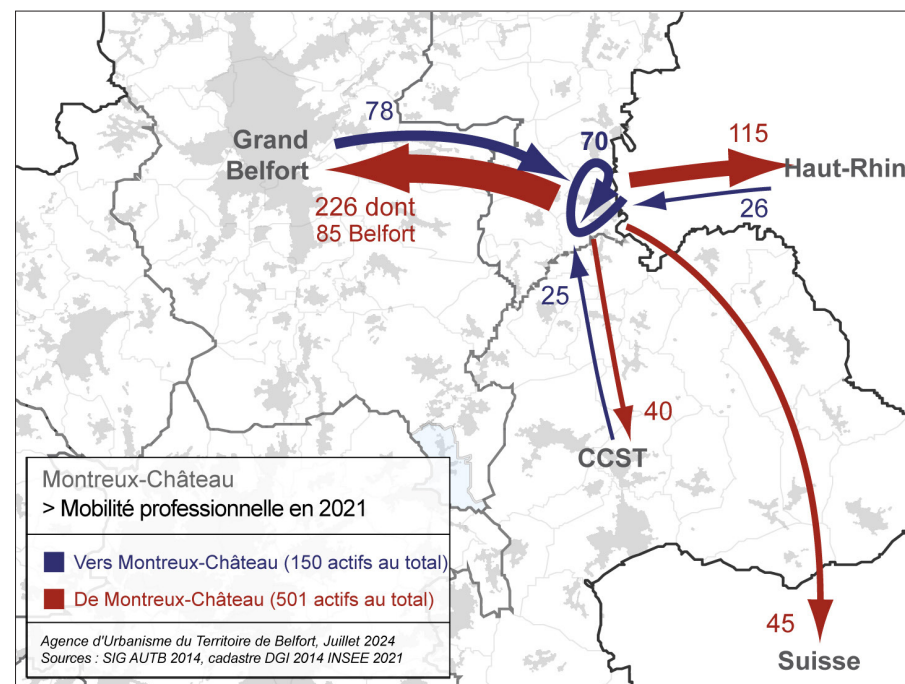 78
Grand
Belfort
226 dont
85 Belfort
70
115
Haut-Rhin
26
25
40
CCST
45
Suisse
Montreux-Château
> Mobilité professionnelle en 2021
Vers Montreux-Château (150 actifs au total)
De Montreux-Château (501 actifs au total)
Agence d'Urbanisme du Territoire de Belfort, Juillet 2024
Sources : SIG AUTB 2014, cadastre DGI 2014 INSEE 2021